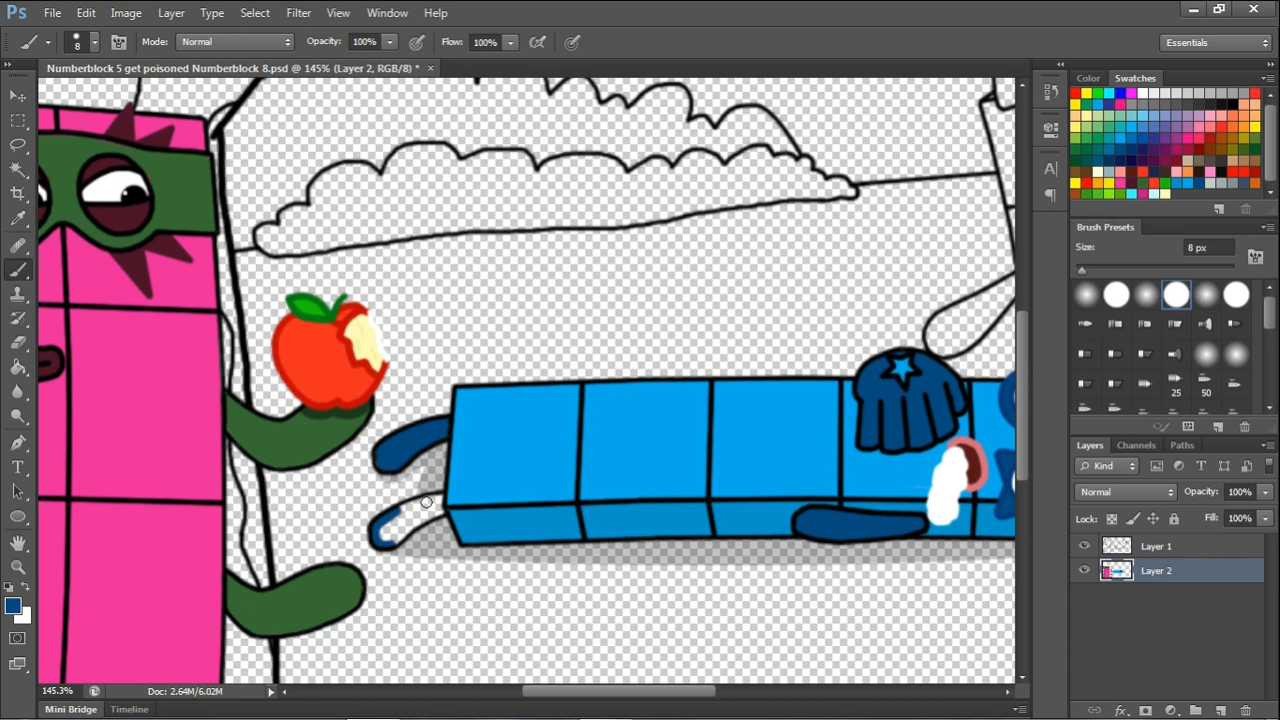 Ps File Edit Image Layer Type Select Filter View Window Help
8 Mode: Normal Opacity: 100% Flow: 100% Essentials
Numberblock 5 get poisoned Numberblock 8.psd @ 145% (Layer 2, RGB/8) *
Color Swatches
Brush Presets
Size: 8 px
25 50
Layers Channels Paths
Kind
Normal Opacity: 100%
Lock: Fill: 100%
Layer 1
Layer 2
145.3% Doc: 2.64M/6.02M
Mini Bridge Timeline